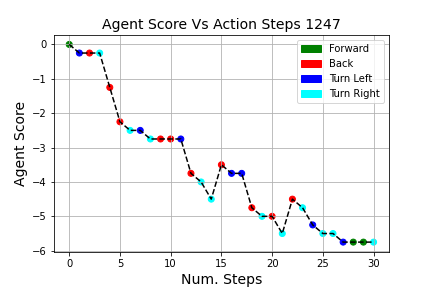 Agent Score Vs Action Steps 1247
Forward
Back
Turn Left
Turn Right
Agent Score
0
−1
−2
−3
−4
−5
−6
0 5 10 15 20 25 30
Num. Steps